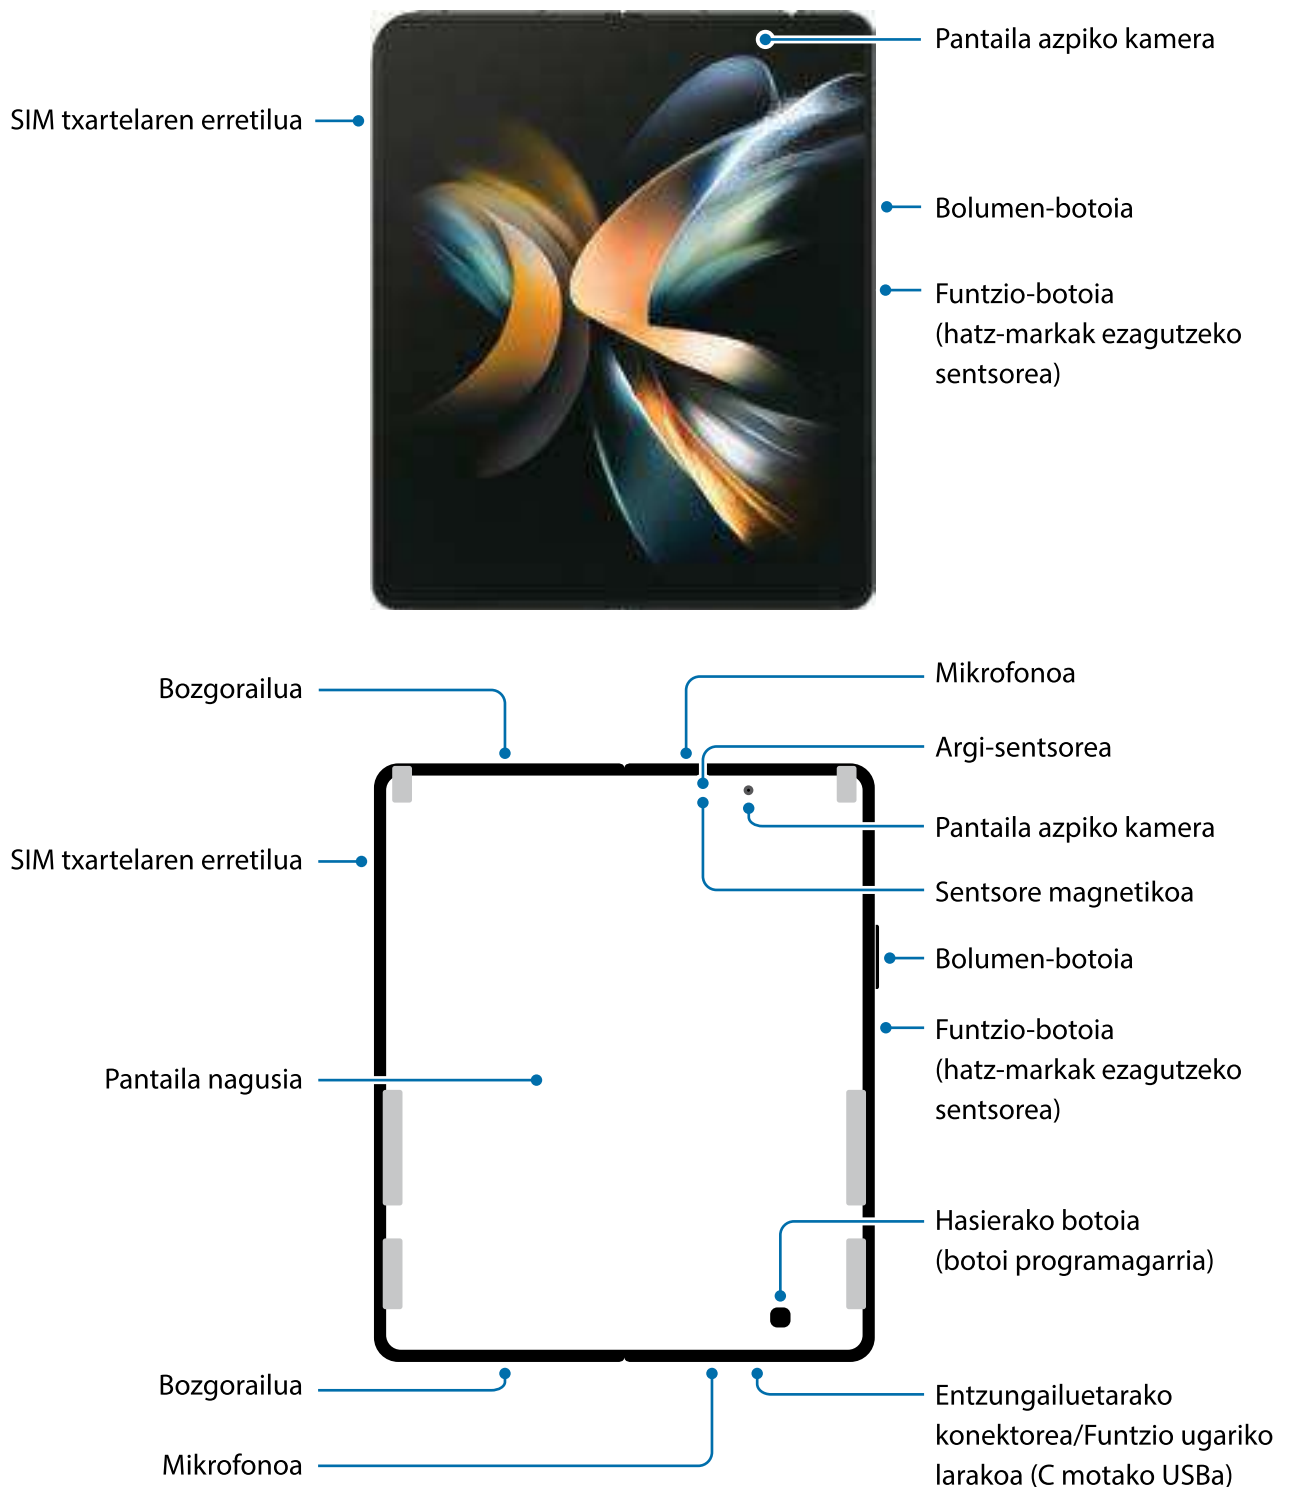 Pantaila azpiko kamera
SIM txartelaren erretilua
Bolumen-botoia
Funtzio-botoia
(hatz-markak ezagutzeko
sentsorea)
Bozgorailua
Mikrofonoa
Argi-sentsorea
Pantaila azpiko kamera
SIM txartelaren erretilua
Sentsore magnetikoa
Bolumen-botoia
Funtzio-botoia
(hatz-markak ezagutzeko
sentsorea)
Pantaila nagusia
Hasierako botoia
(botoi programagarria)
Bozgorailua
Entzungailuetarako
konektorea/Funtzio ugariko
larakoa (C motako USBa)
Mikrofonoa